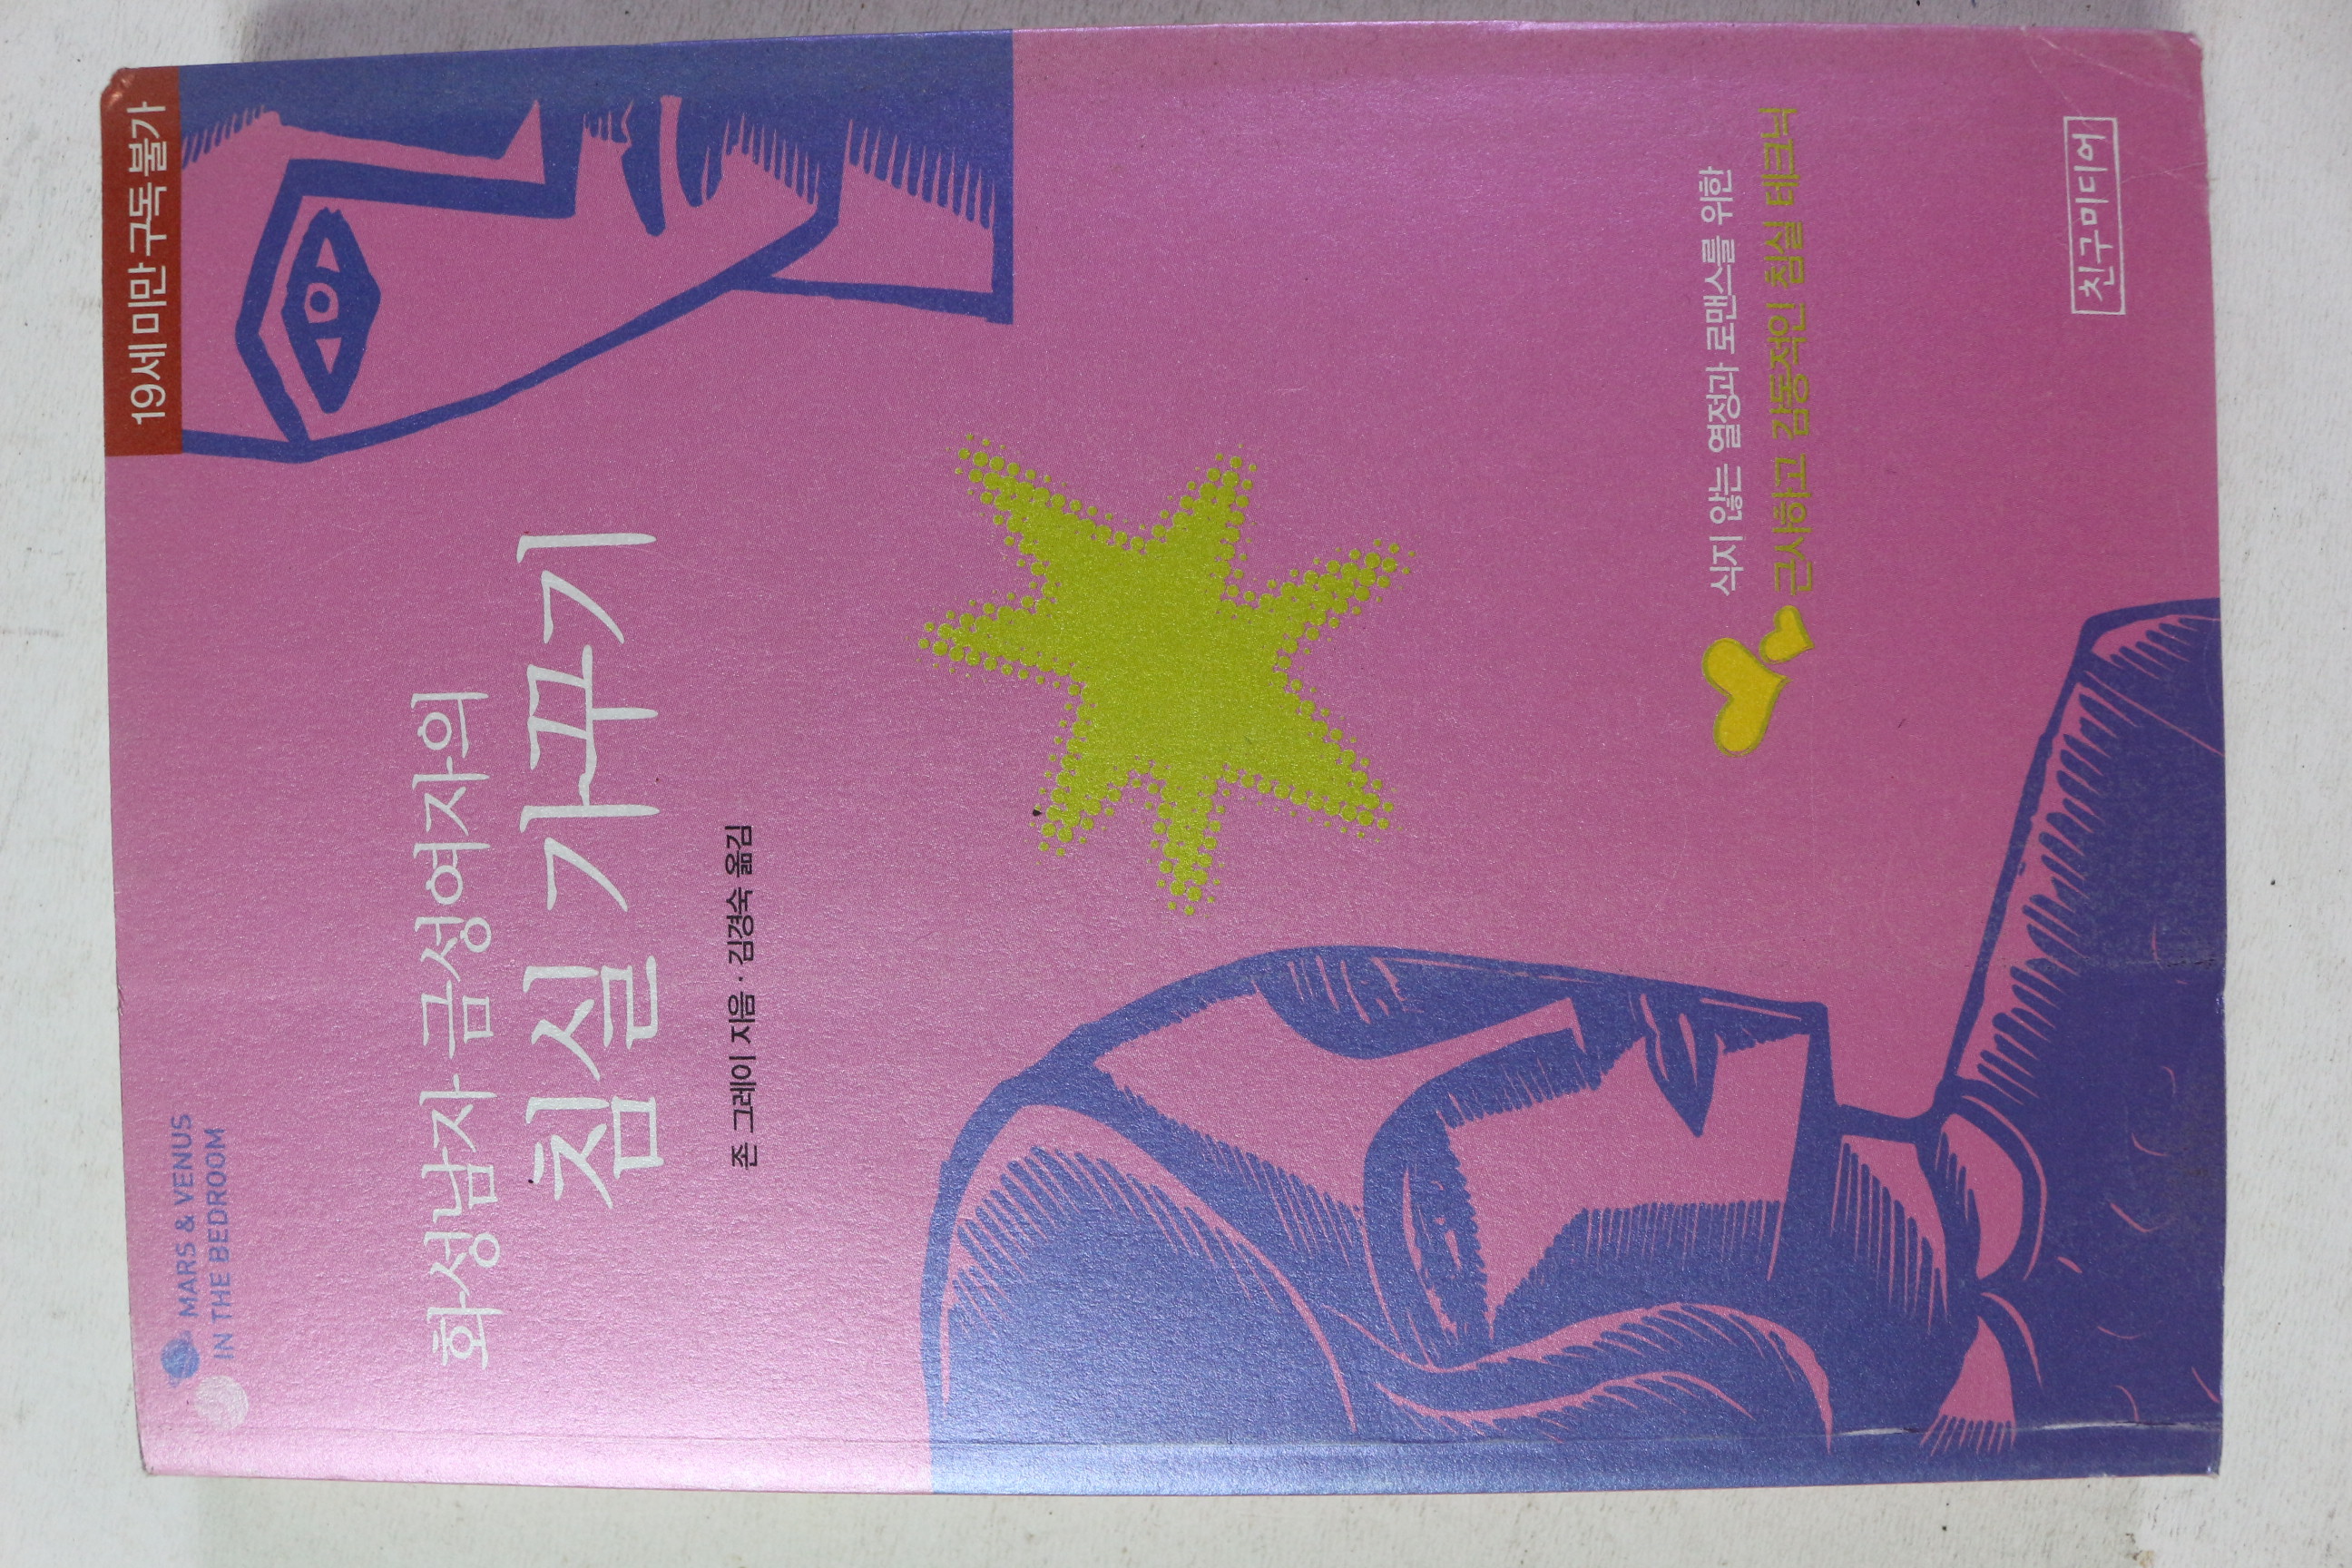 MARS & VENUS
IN THE BEDROOM
19세 미만 구독 불가
화성남자 금성여자의
침실 가꾸기
존 그레이 지음 · 김경숙 옮김
식지 않는 열정과 로맨스를 위한
근사하고 감동적인 침실 테크닉
친구미디어